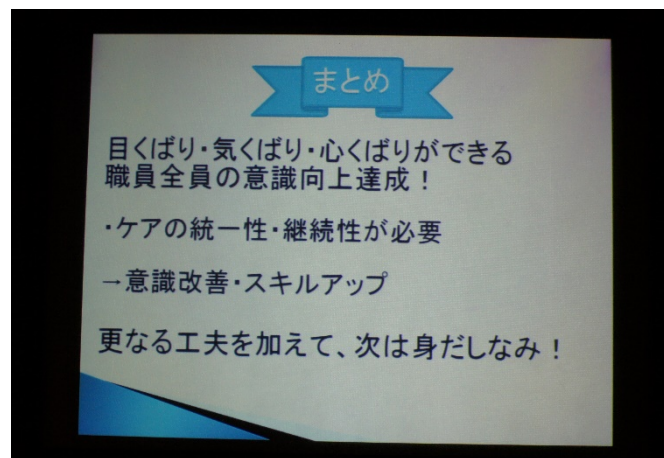 まとめ
目くばり・気くばり・心くばりができる
職員全員の意識向上達成！
・ケアの統一性・継続性が必要
→意識改善・スキルアップ
更なる工夫を加えて、次は身だしなみ！